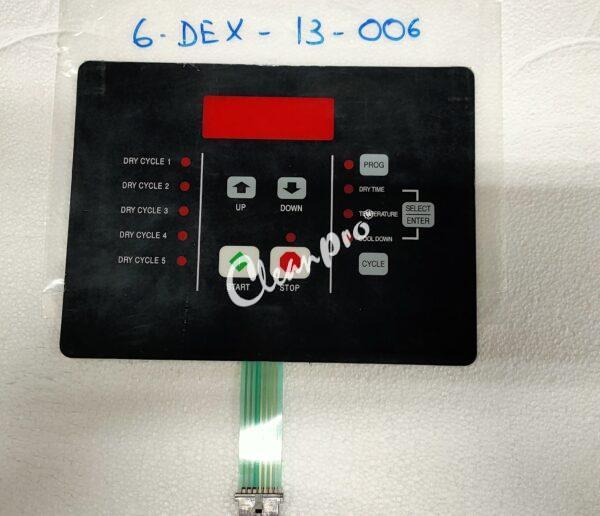 6-DEX-13-006
DRY CYCLE 1
DRY CYCLE 2
DRY CYCLE 3
DRY CYCLE 4
DRY CYCLE 5
UP
DOWN
START
STOP
PROG
DRY TIME
TEMPERATURE
COOL DOWN
CYCLE
SELECT
ENTER
Cleanpro®